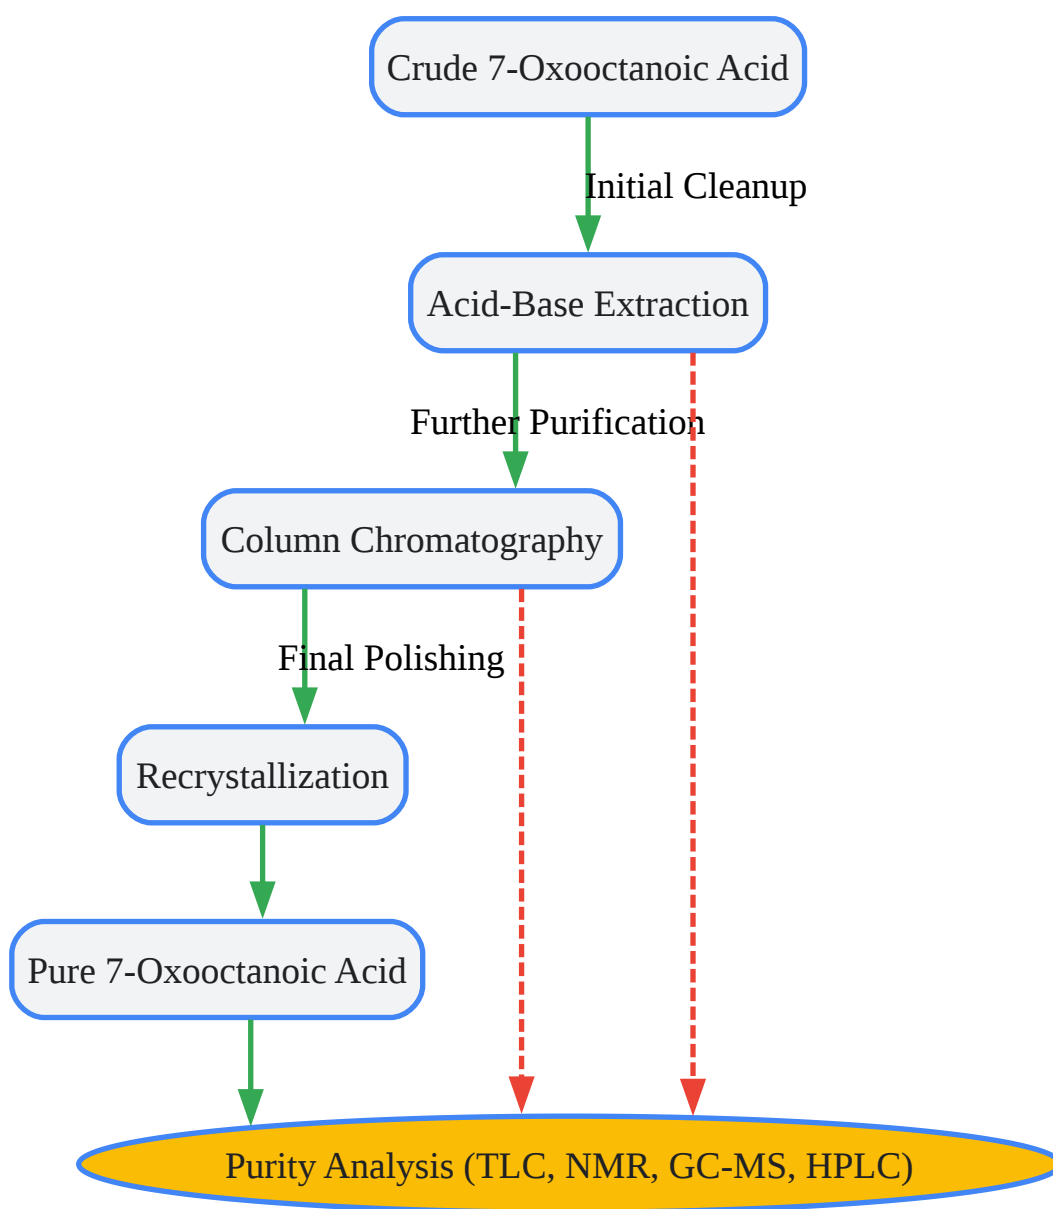 Crude 7-Oxooctanoic Acid
Initial Cleanup
Acid-Base Extraction
Further Purification
Column Chromatography
Final Polishing
Recrystallization
Pure 7-Oxooctanoic Acid
Purity Analysis (TLC, NMR, GC-MS, HPLC)